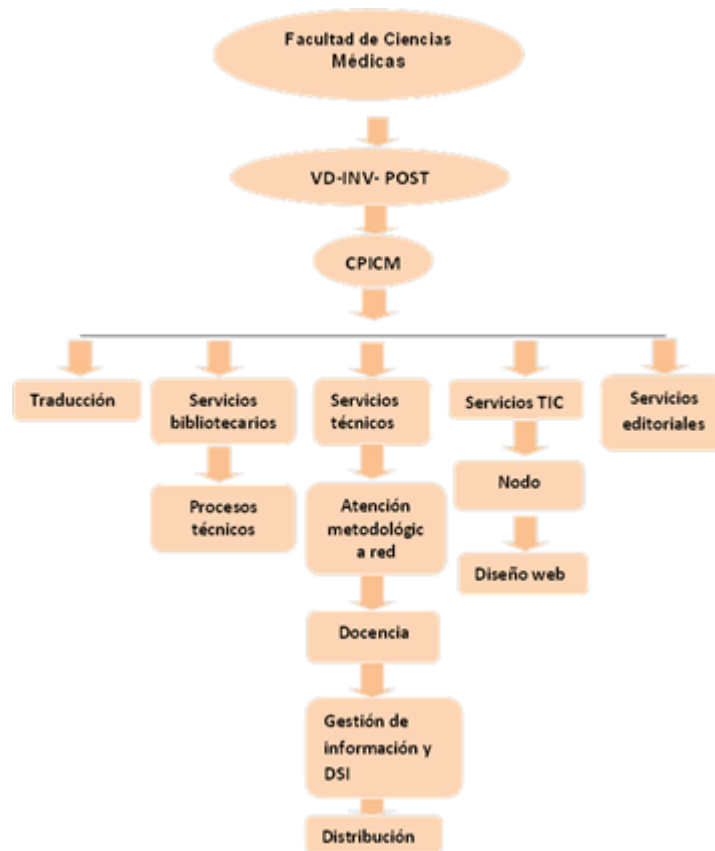 Facultad de Ciencias
Médicas
VD-INV- POST
CPICM
Traducción
Servicios
bibliotecarios
Servicios
técnicos
Servicios TIC
Servicios
editoriales
Procesos
técnicos
Atención
metodológic
a red
Nodo
Diseño web
Docencia
Gestión de
información y
DSI
Distribución